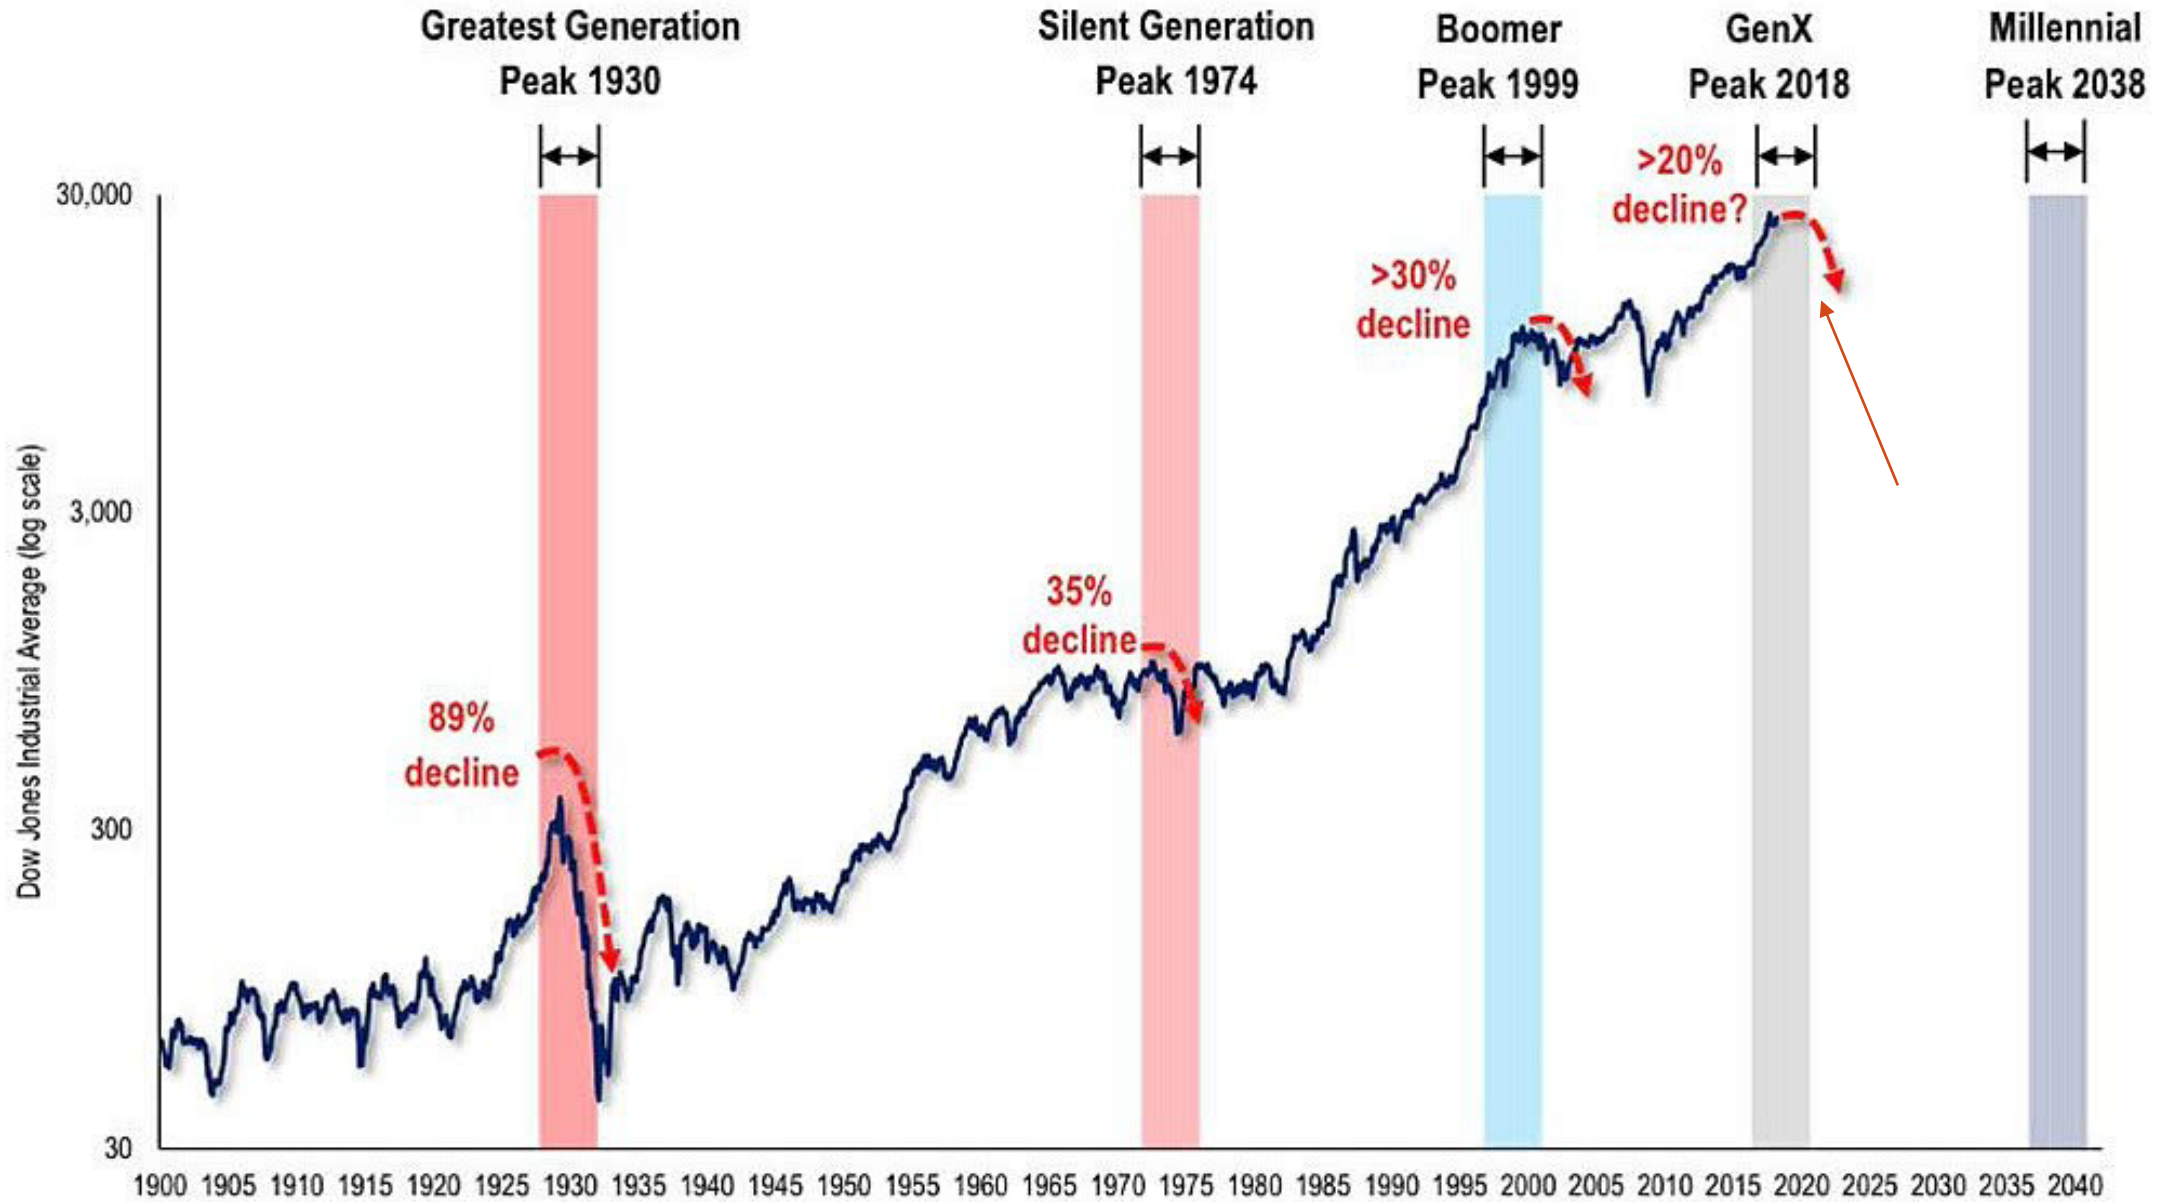 Greatest Generation
Peak 1930
Silent Generation
Peak 1974
Boomer
Peak 1999
GenX
Peak 2018
Millennial
Peak 2038
>20%
decline?
>30%
decline
35%
decline
89%
decline
Dow Jones Industrial Average (log scale)
30,000
3,000
300
30
1900 1905 1910 1915 1920 1925 1930 1935 1940 1945 1950 1955 1960 1965 1970 1975 1980 1985 1990 1995 2000 2005 2010 2015 2020 2025 2030 2035 2040